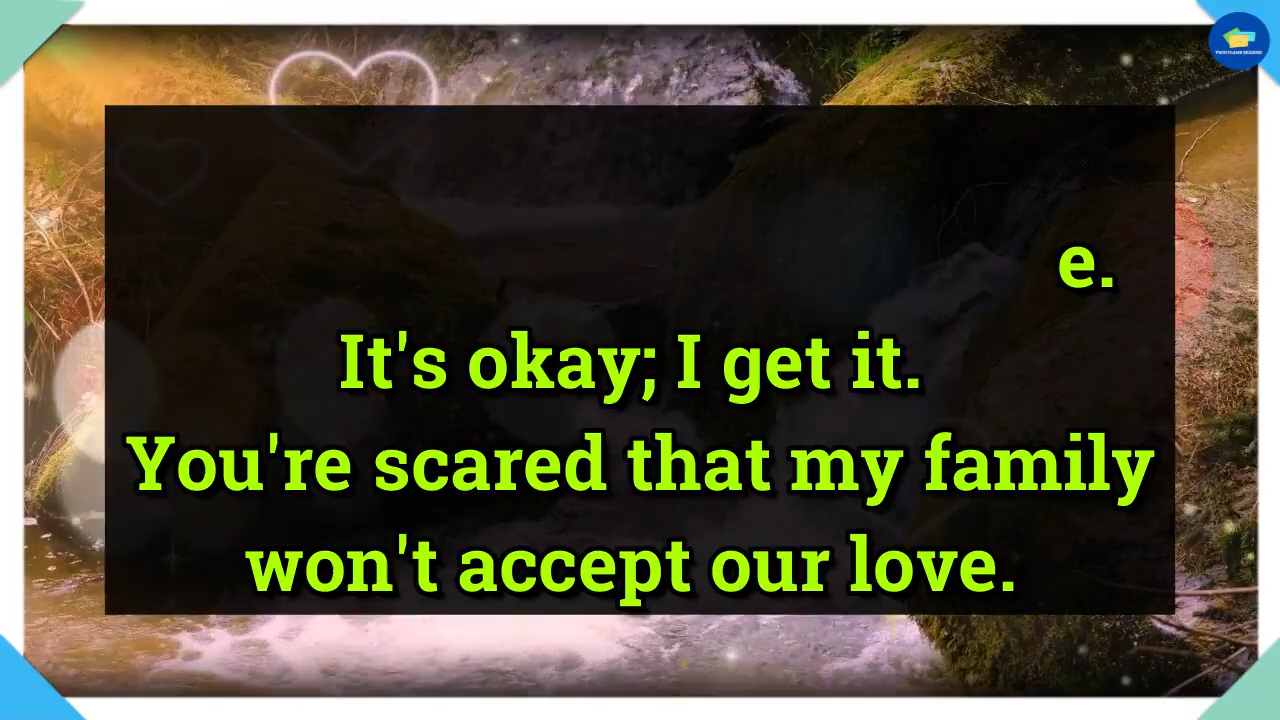 e.
It's okay; I get it.
You're scared that my family
won't accept our love.